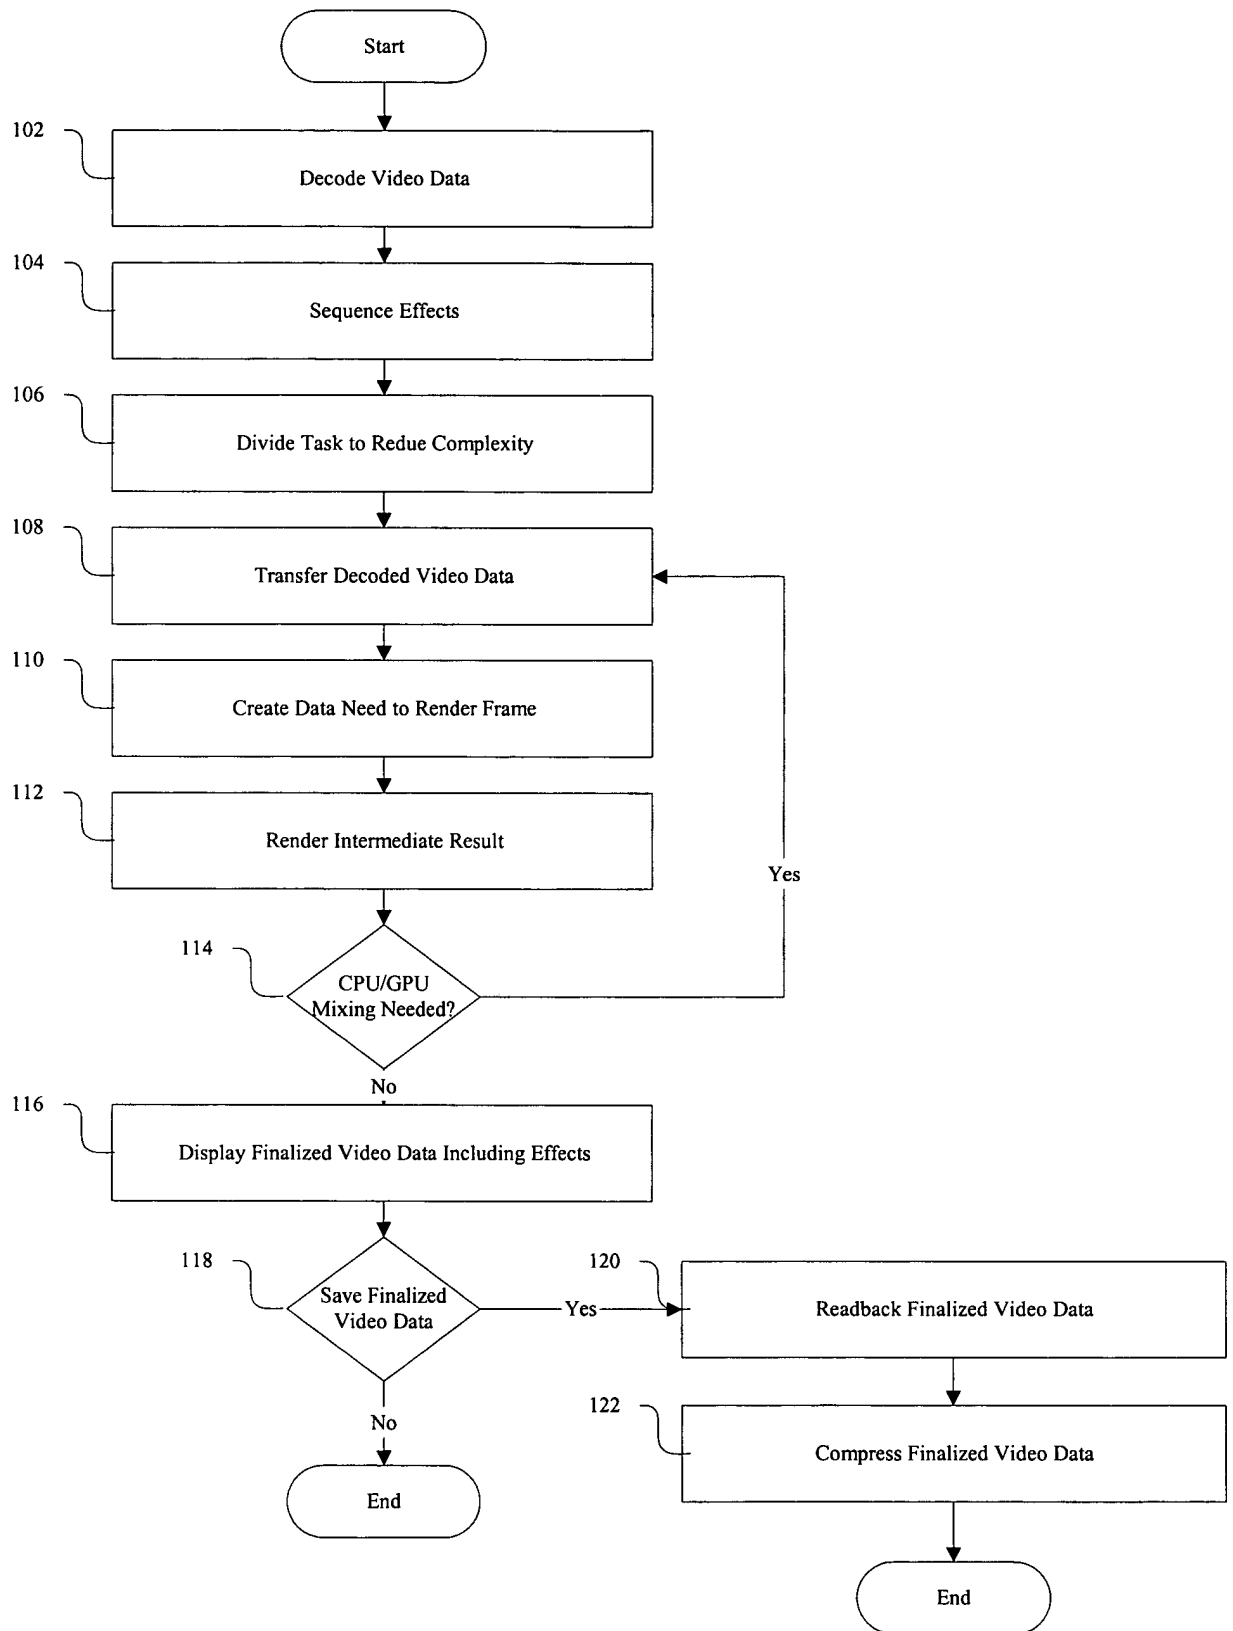 Start
102
Decode Video Data
104
Sequence Effects
106
Divide Task to Redue Complexity
108
Transfer Decoded Video Data
110
Create Data Need to Render Frame
112
Render Intermediate Result
Yes
114
CPU/GPU
Mixing Needed?
No
116
Display Finalized Video Data Including Effects
118
Save Finalized
Video Data
Yes
120
Readback Finalized Video Data
122
Compress Finalized Video Data
No
End
End